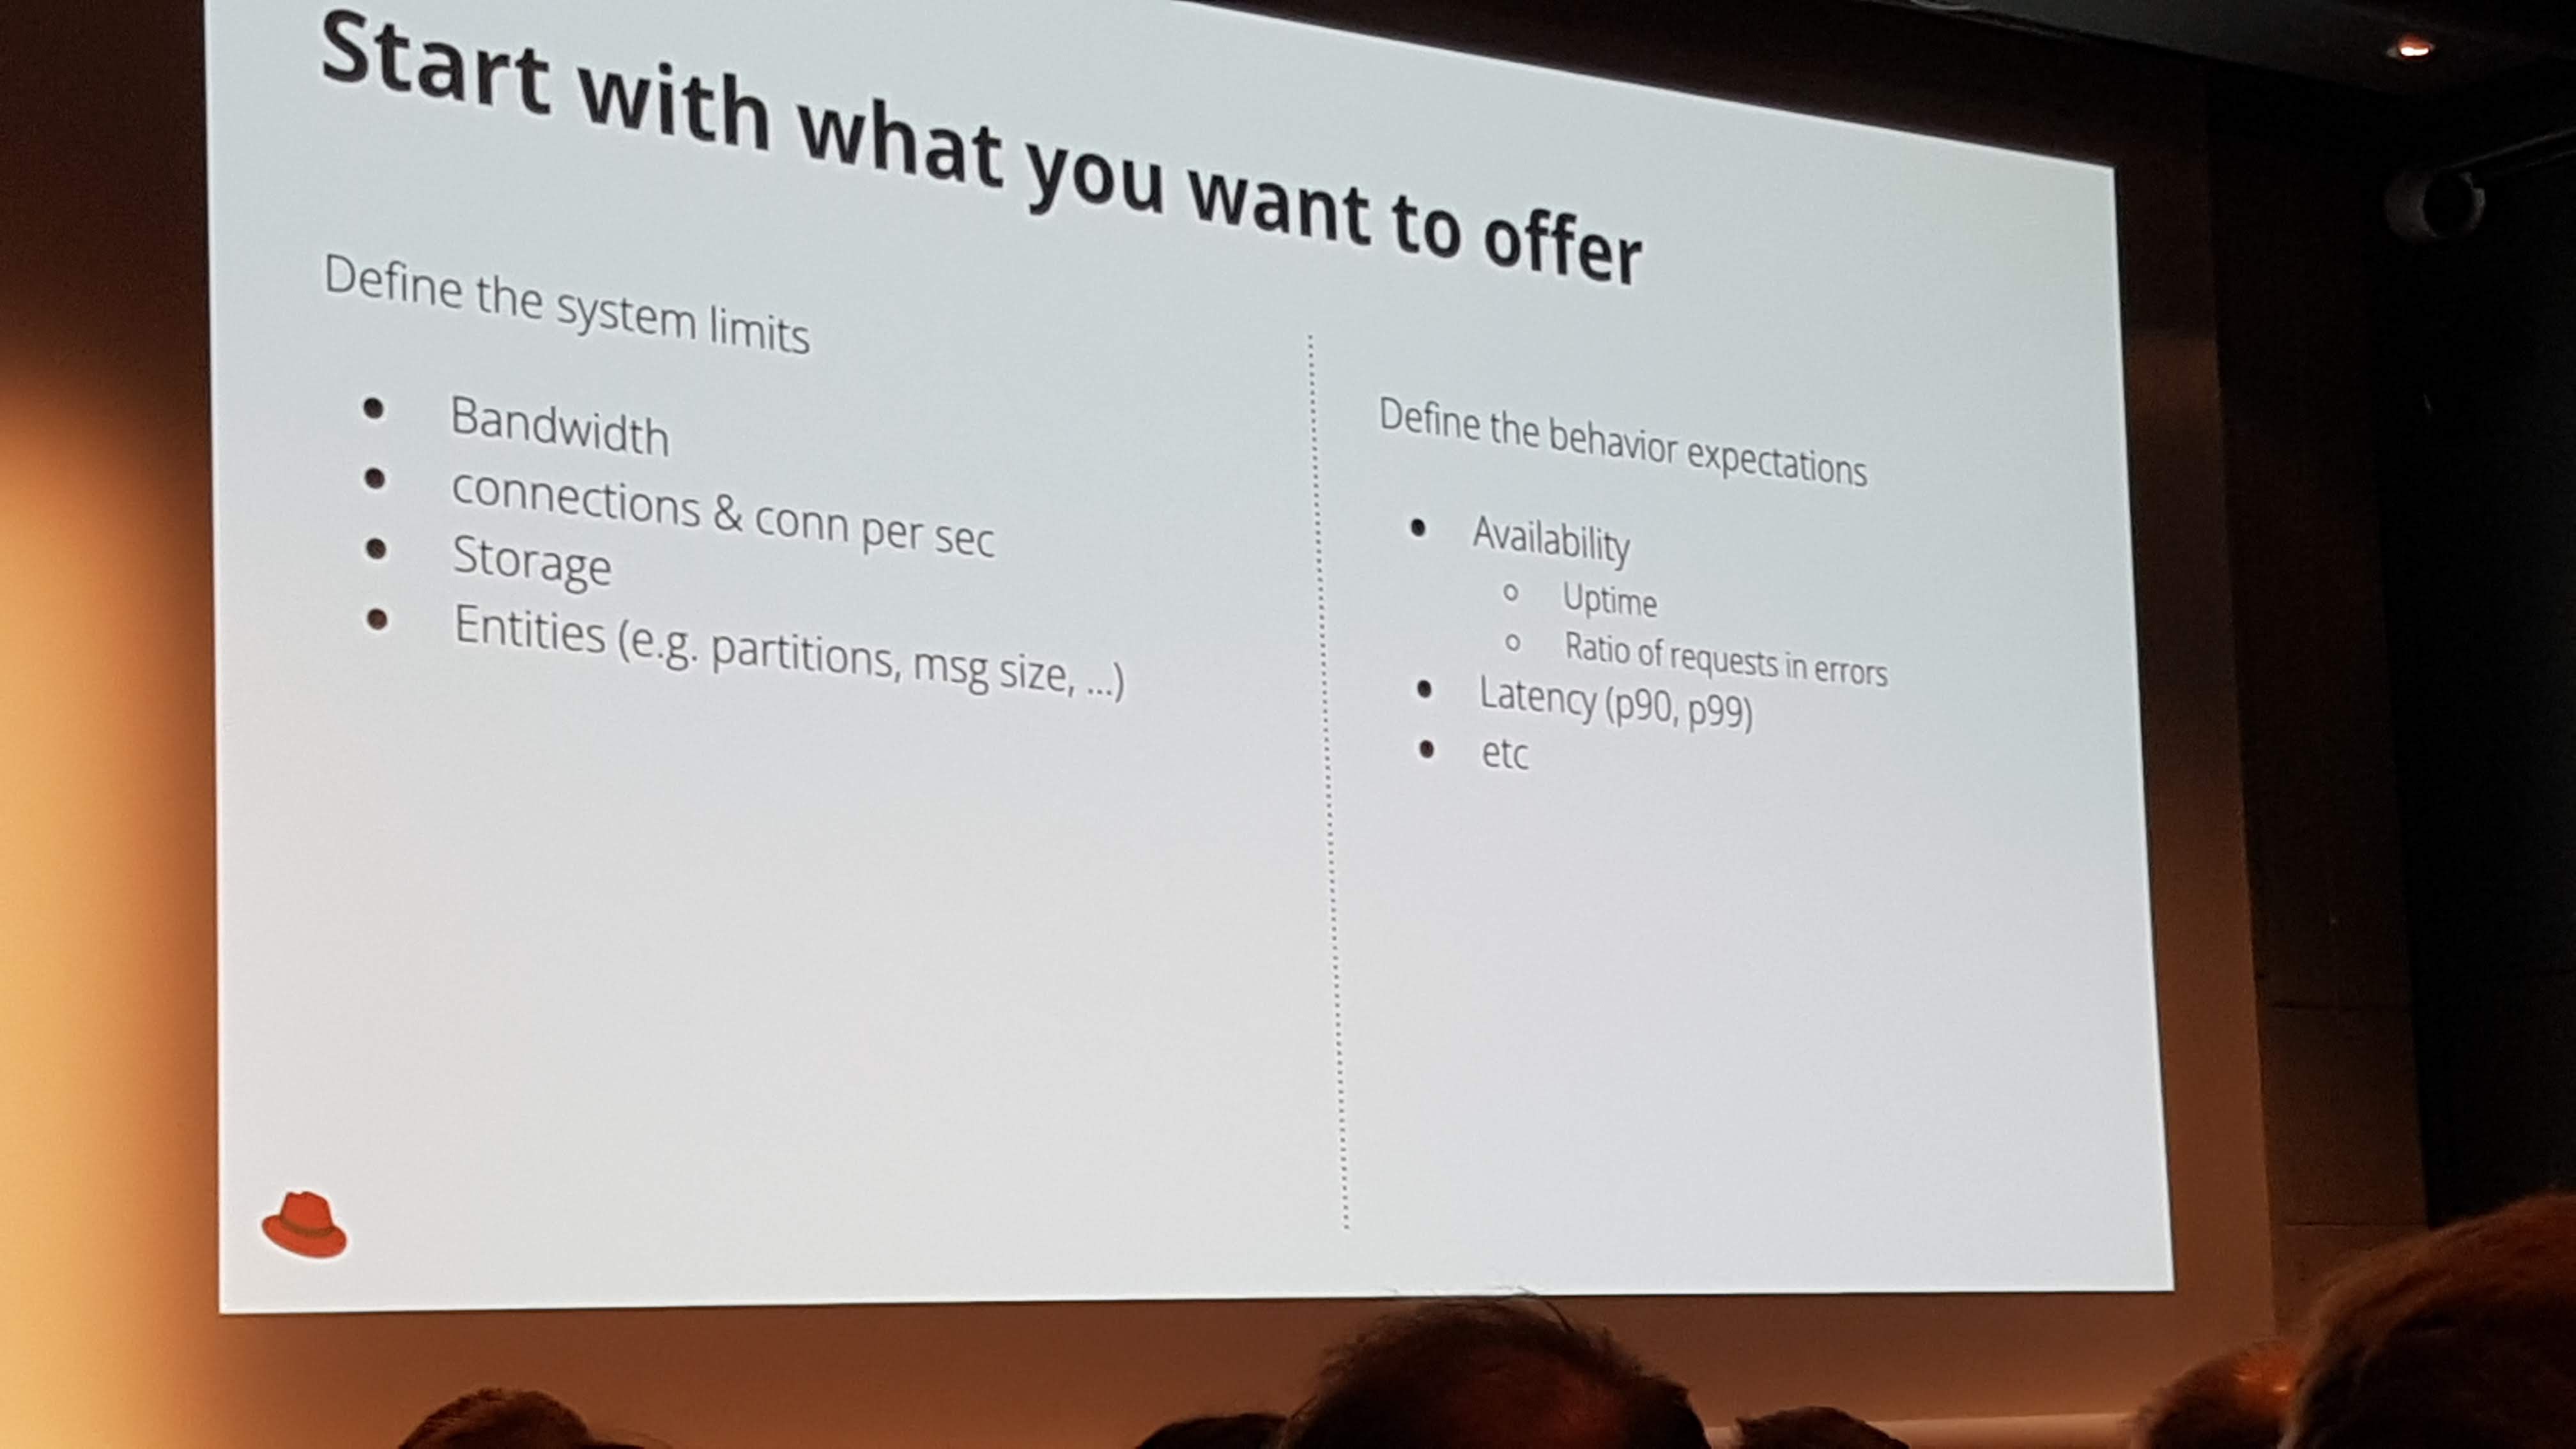 Start with what you want to offer
Define the system limits
● Bandwidth
● connections & conn per sec
● Storage
● Entities (e.g. partitions, msg size, ...)
Define the behavior expectations
● Availability
○ Uptime
○ Ratio of requests in errors
● Latency (p90, p99)
● etc